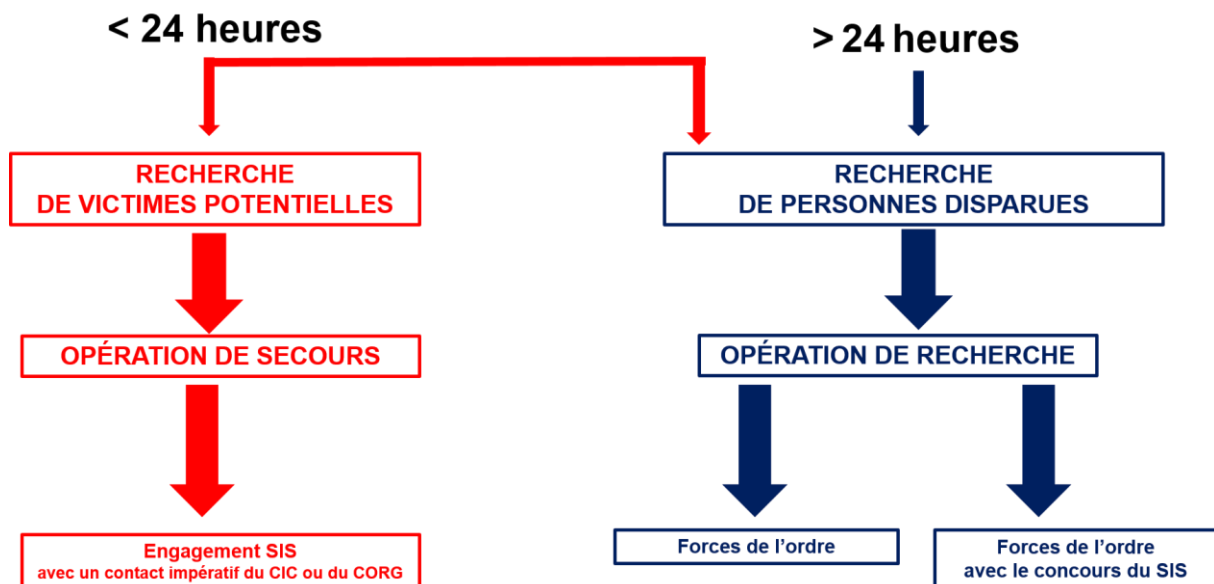 < 24 heures
> 24 heures
RECHERCHE
DE VICTIMES POTENTIELLES
RECHERCHE
DE PERSONNES DISPARUES
OPÉRATION DE SECOURS
OPÉRATION DE RECHERCHE
Engagement SIS
avec un contact impératif du CIC ou du CORG
Forces de l’ordre
Forces de l’ordre
avec le concours du SIS